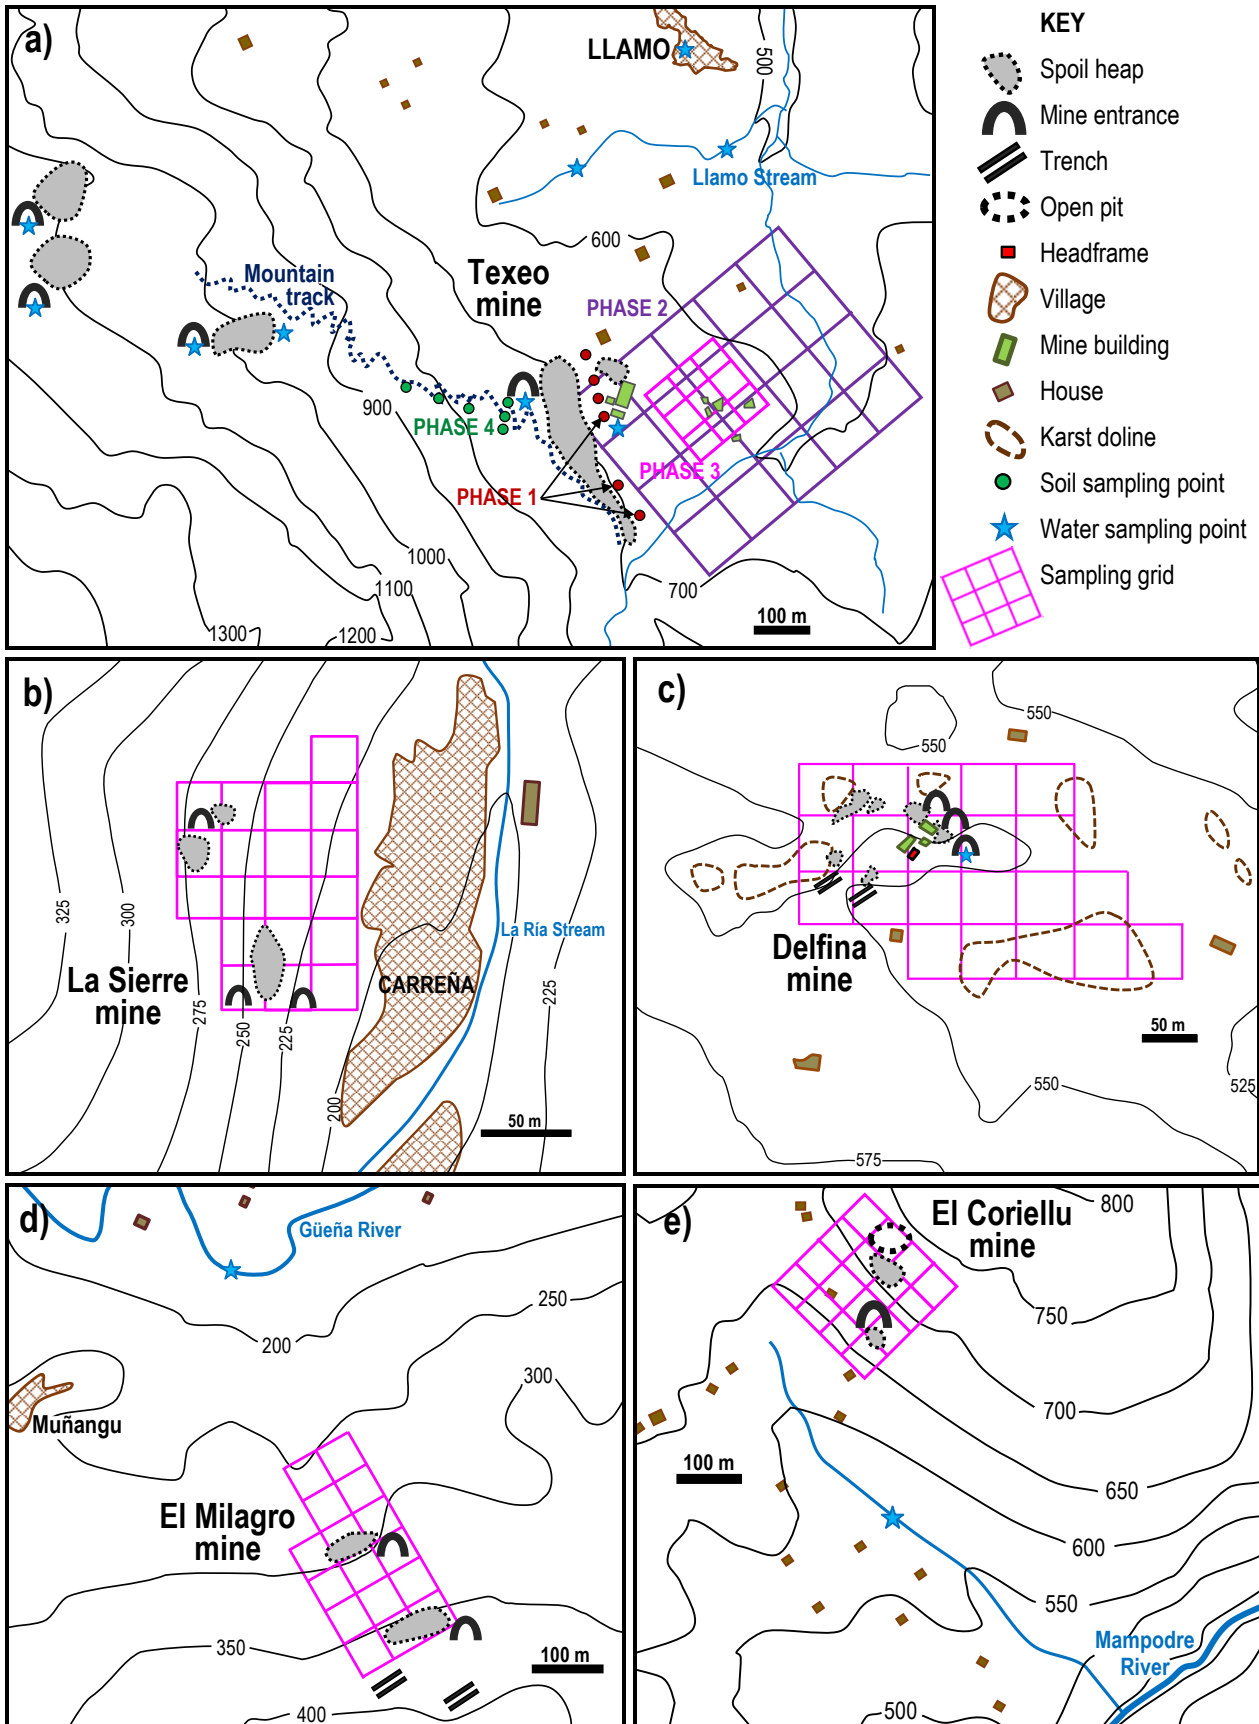 a)
LLAMO
500
Llamo Stream
600
Mountain
track
Texeo
mine
PHASE 2
900
PHASE 4
PHASE 3
PHASE 1
1000
1100
1300
1200
700
100 m
KEY
Spoil heap
Mine entrance
Trench
Open pit
Headframe
Village
Mine building
House
Karst doline
Soil sampling point
Water sampling point
Sampling grid
b)
325
300
275
250
225
200
225
La Ría Stream
CARREÑA
La Sierre
mine
50 m
c)
550
550
Delfina
mine
50 m
550
525
575
d)
Güeña River
250
200
300
Muñangu
El Milagro
mine
350
400
100 m
e)
El Coriellu
mine
800
750
700
650
600
550
500
100 m
Mampodre
River